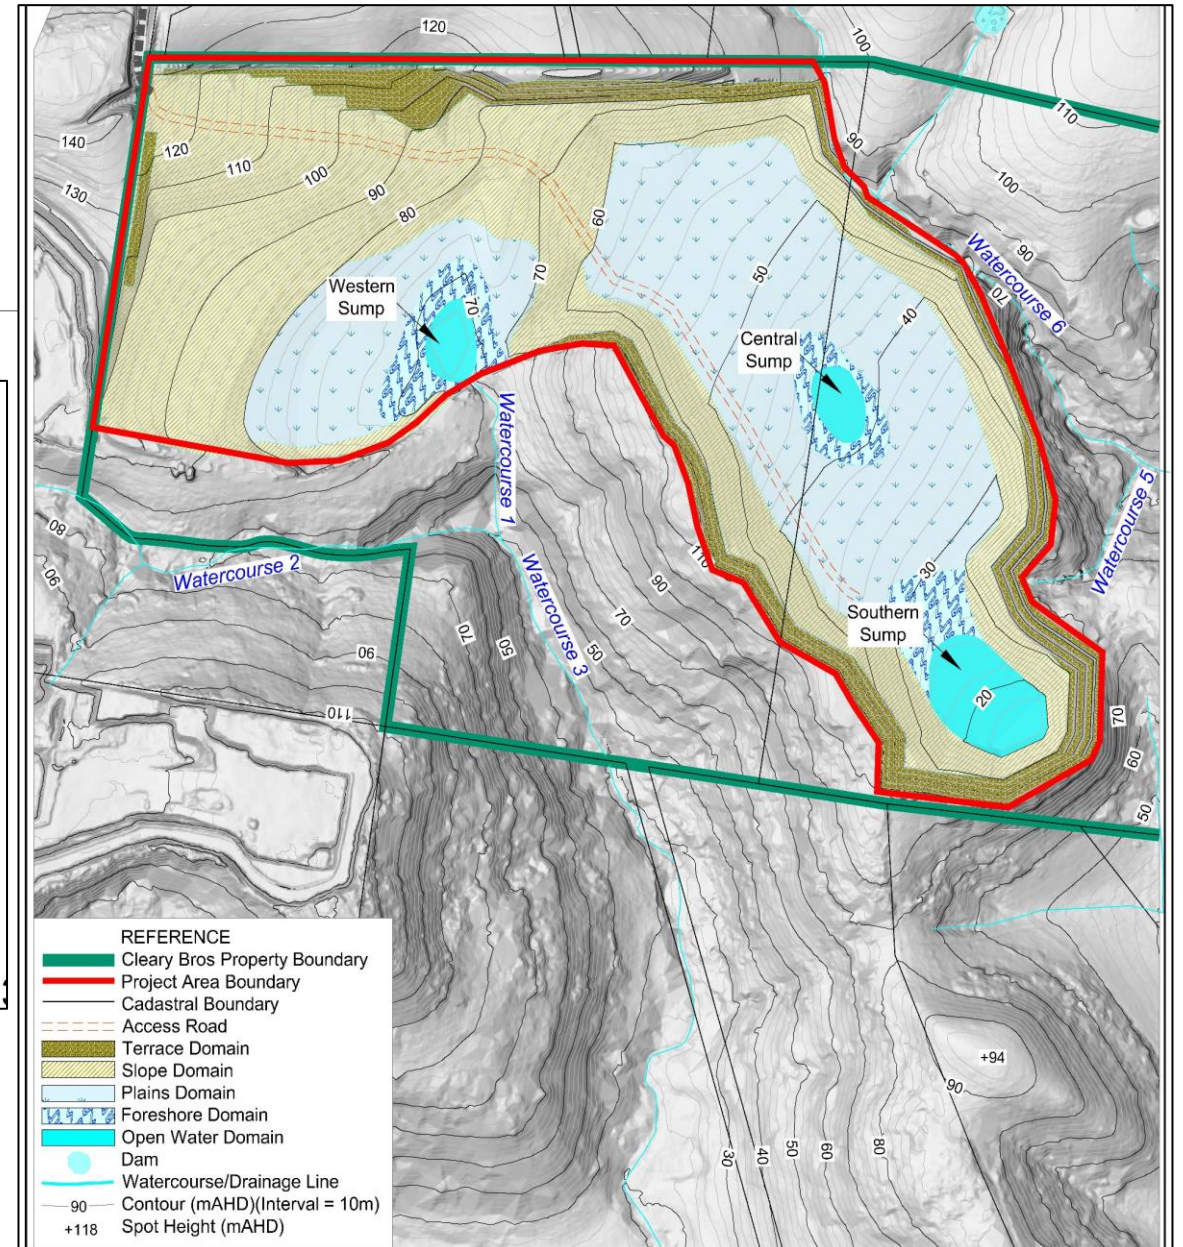 120
100
110
140
90
120
110
100
130
90
100
80
60
90
Watercourse 6
50
70
70
Western
Sump
70
40
Central
Sump
Watercourse 1
Watercourse 5
80
110
30
90
Watercourse 2
90
Watercourse 3
70
Southern
Sump
70
50
50
90
20
110
70
60
50
REFERENCE
Cleary Bros Property Boundary
Project Area Boundary
Cadastral Boundary
Access Road
Terrace Domain
Slope Domain
Plains Domain
Foreshore Domain
Open Water Domain
Dam
Watercourse/Drainage Line
90 Contour (mAHD)(Interval = 10m)
+118 Spot Height (mAHD)
+94
90
30
40
50
60
80